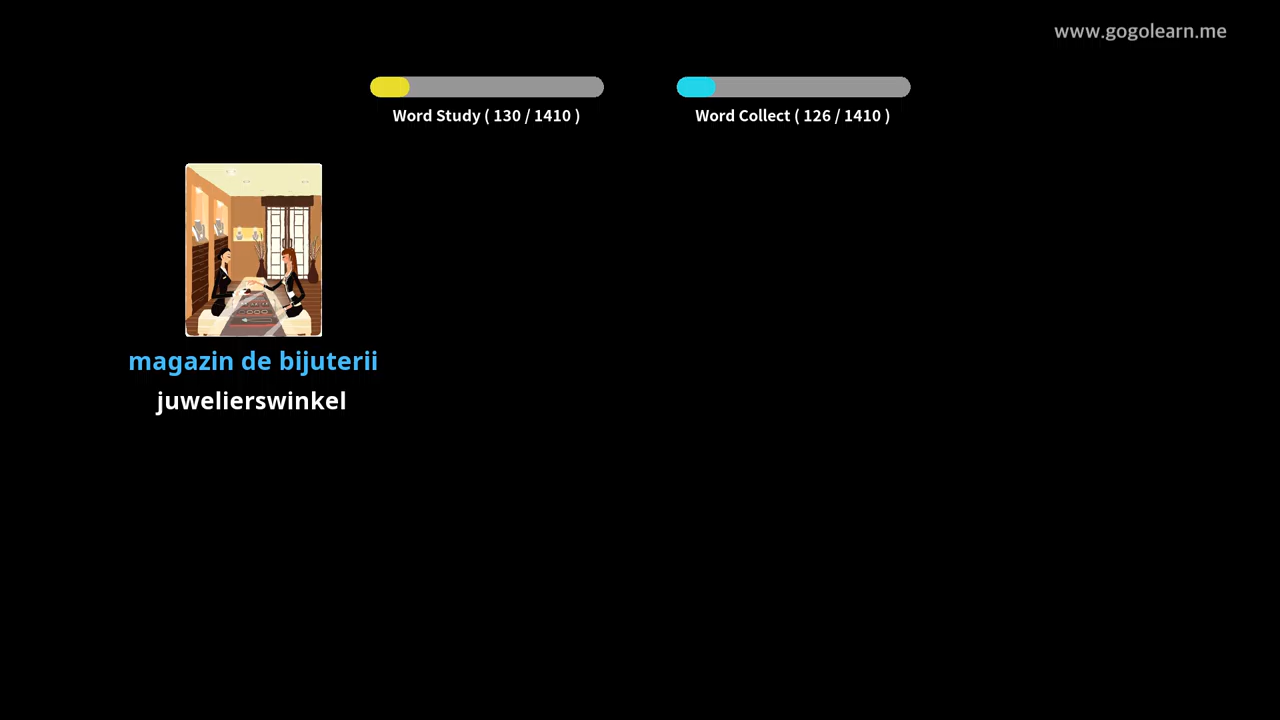 www.gogolearn.me
Word Study ( 130 / 1410 )
Word Collect ( 126 / 1410 )
magazin de bijuterii
juwelierswinkel